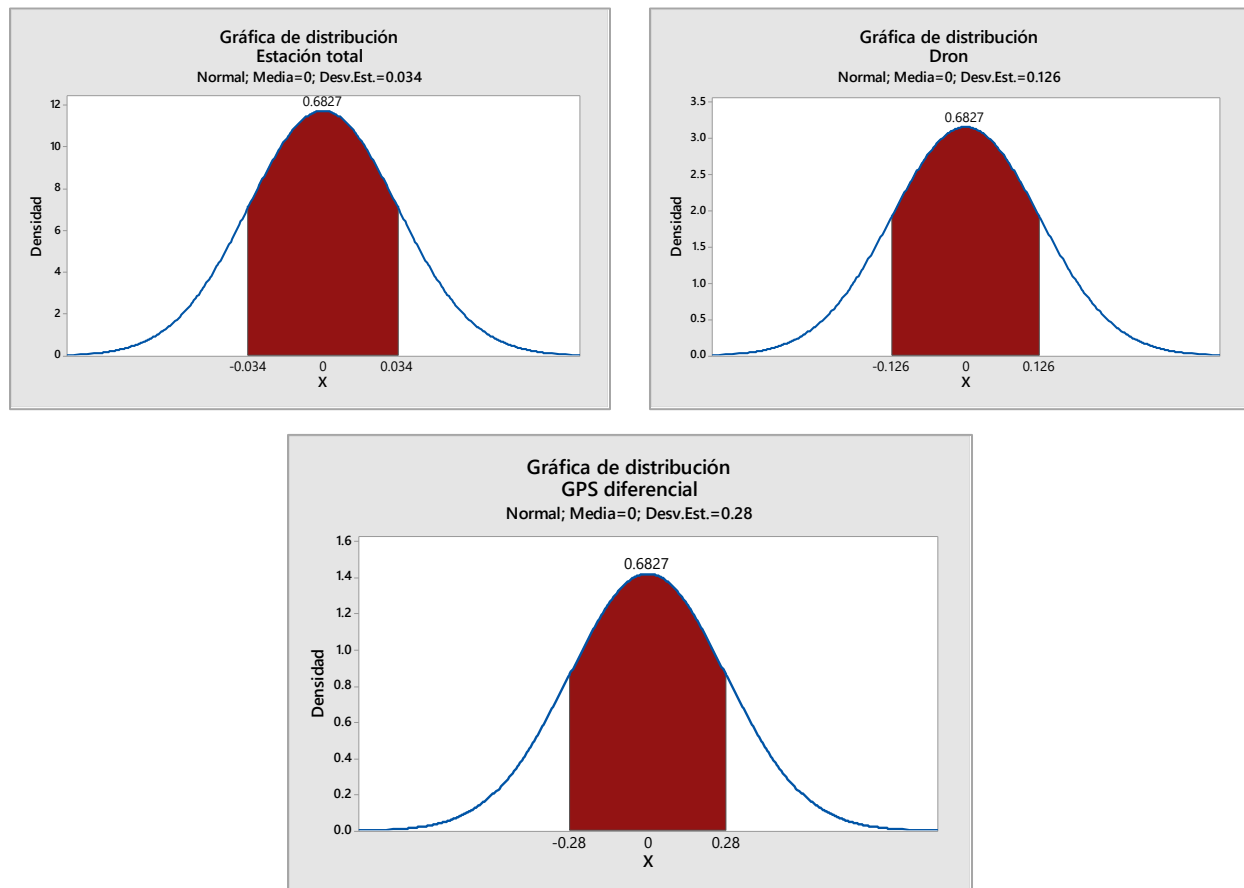 Gráfica de distribución
Estación total
Normal; Media=0; Desv.Est.=0.034
0.6827
12
10
8
6
4
2
0
Densidad
-0.034 0 0.034
X
Gráfica de distribución
Dron
Normal; Media=0; Desv.Est.=0.126
0.6827
3.5
3.0
2.5
2.0
1.5
1.0
0.5
0.0
Densidad
-0.126 0 0.126
X
Gráfica de distribución
GPS diferencial
Normal; Media=0; Desv.Est.=0.28
0.6827
1.6
1.4
1.2
1.0
0.8
0.6
0.4
0.2
0.0
Densidad
-0.28 0 0.28
X